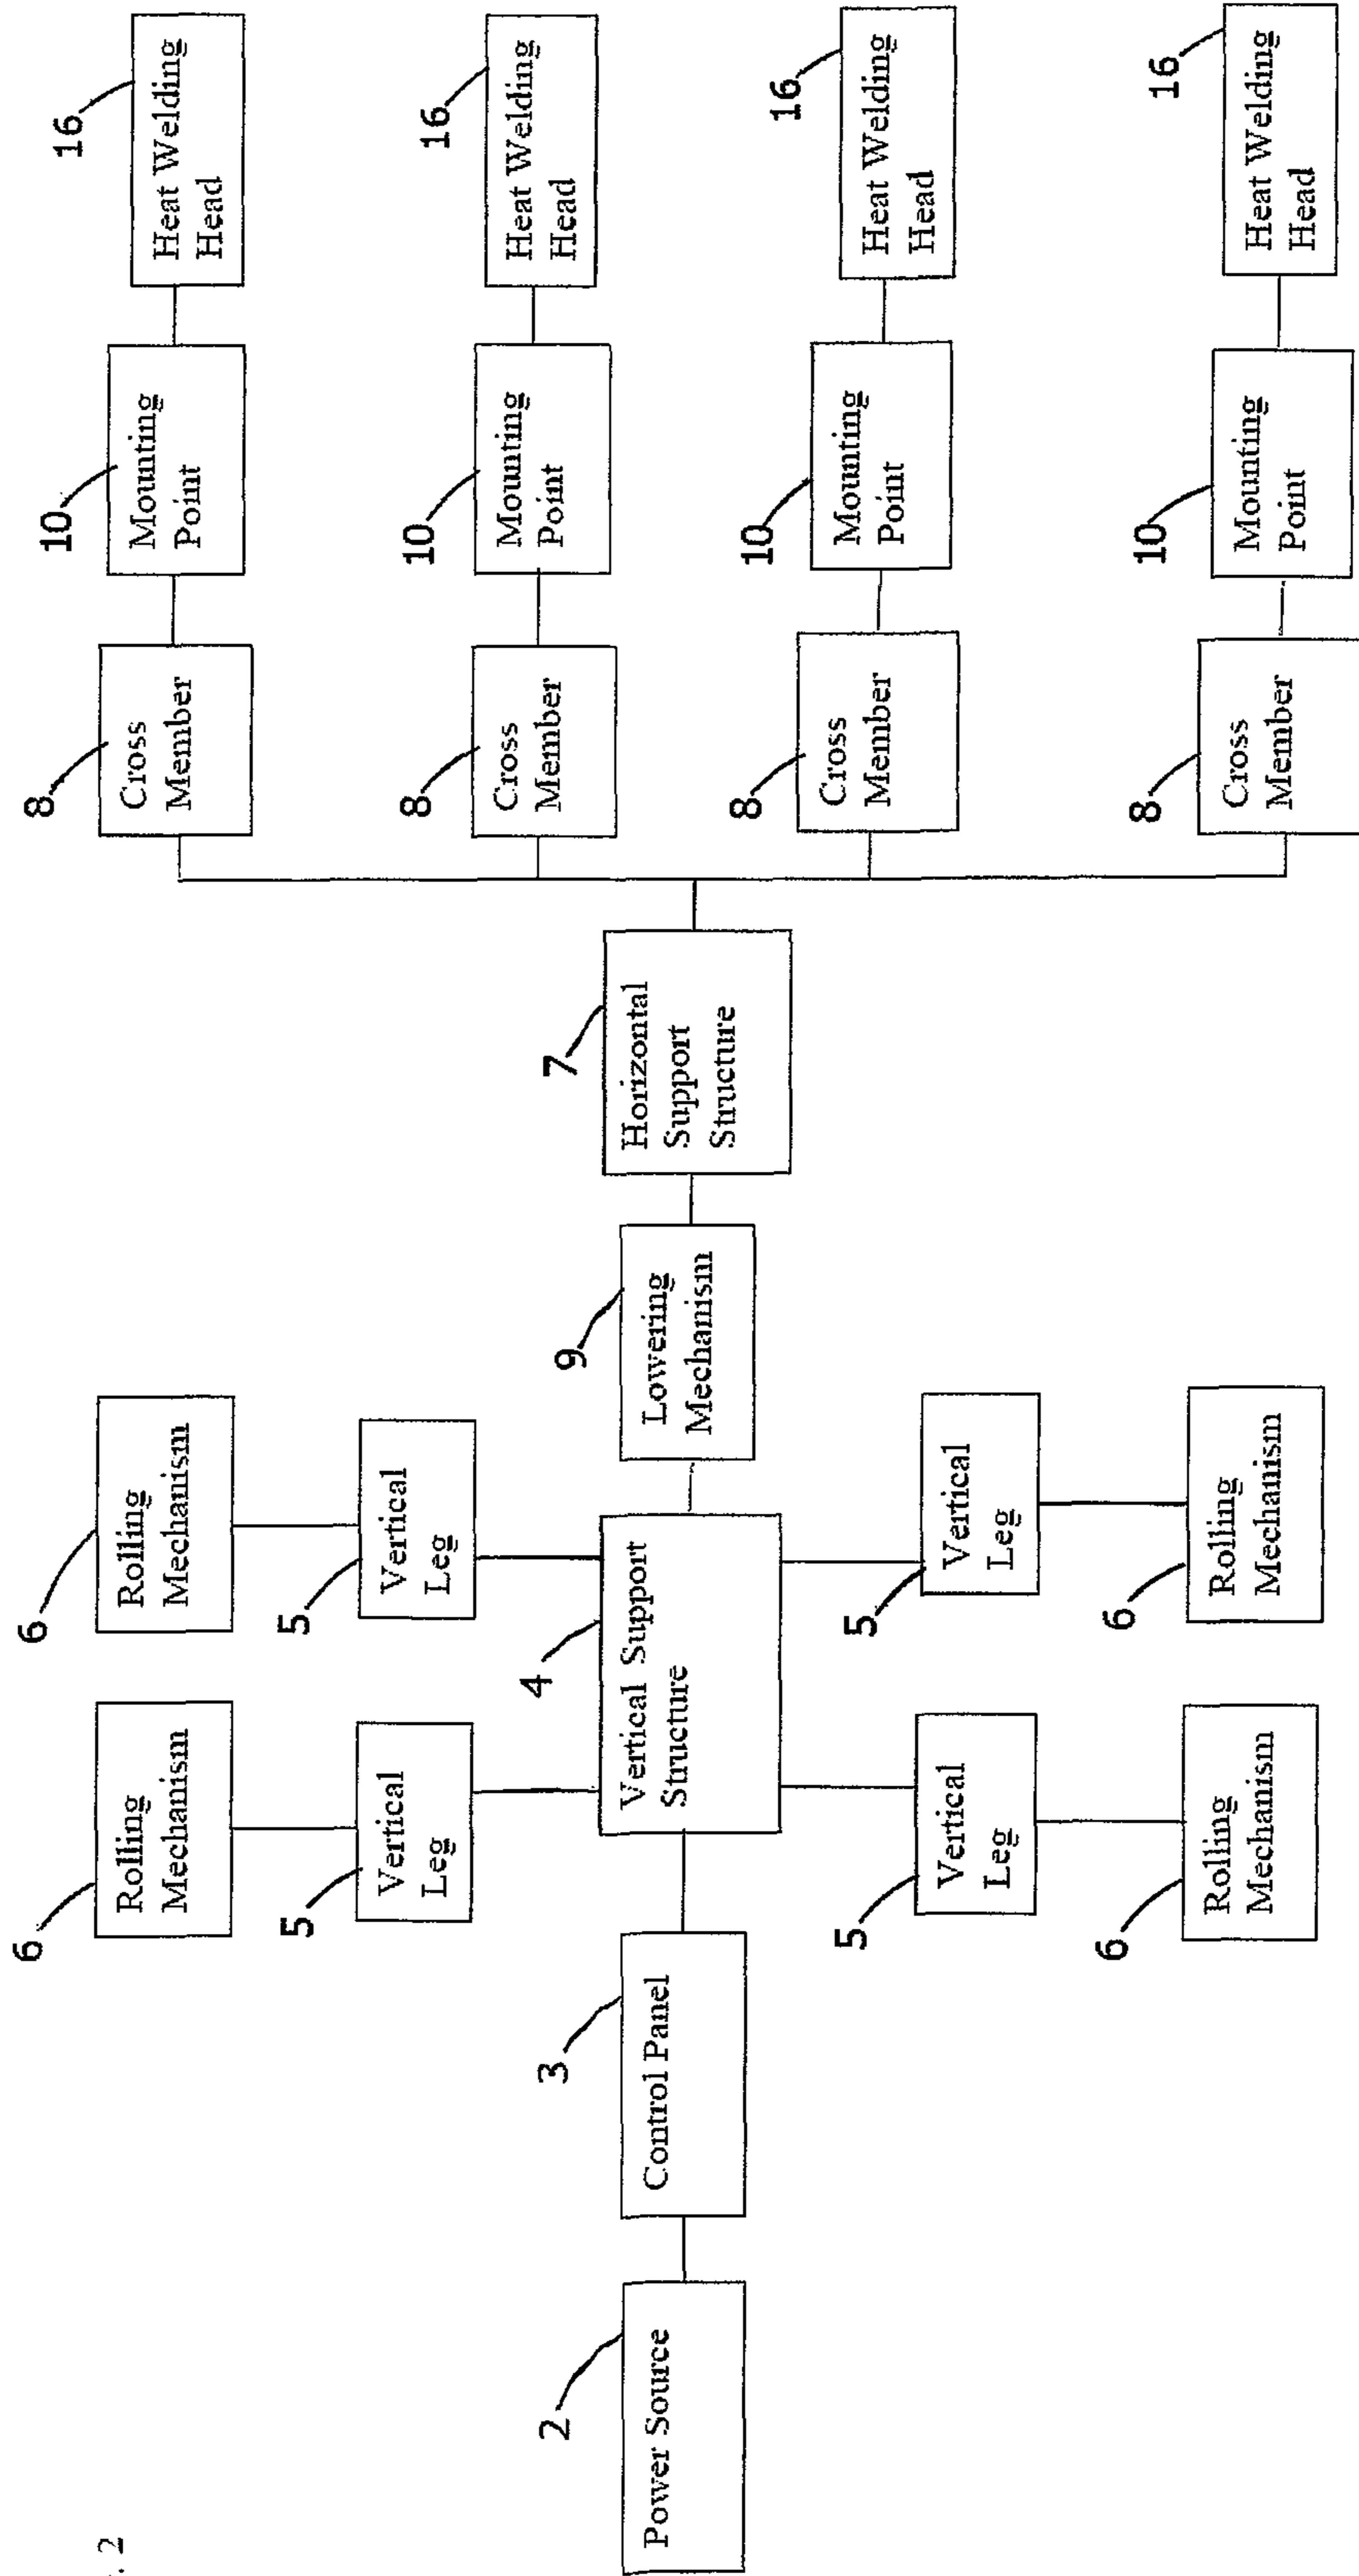 . 2
2
Power Source
3
Control Panel
4
Vertical Support
Structure
6
Rolling
Mechanism
5
Vertical
Leg
6
Rolling
Mechanism
5
Vertical
Leg
5
Vertical
Leg
6
Rolling
Mechanism
5
Vertical
Leg
6
Rolling
Mechanism
9
Lowering
Mechanism
7
Horizontal
Support
Structure
8
Cross
Member
10
Mounting
Point
16
Heat Welding
Head
8
Cross
Member
10
Mounting
Point
16
Heat Welding
Head
8
Cross
Member
10
Mounting
Point
16
Heat Welding
Head
8
Cross
Member
10
Mounting
Point
16
Heat Welding
Head